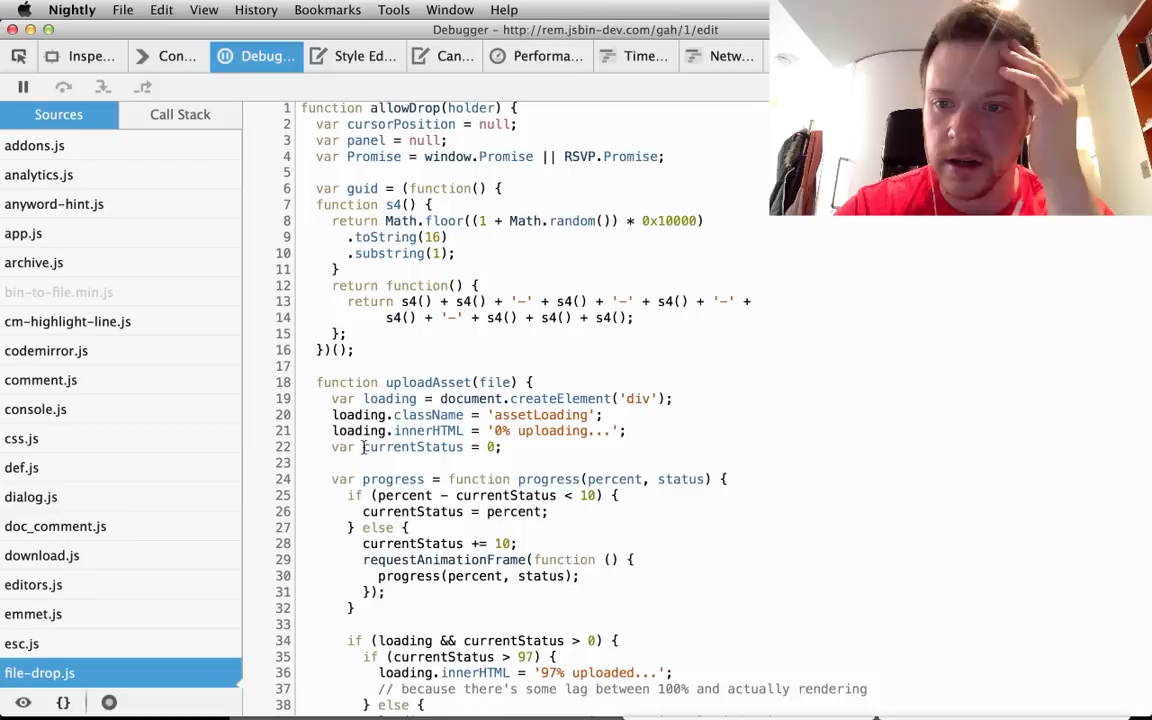 Nightly File Edit View History Bookmarks Tools Window Help
Debugger - http://rem.jsbin-dev.com/gah/1/edit
Inspe... Con... Debug... Style Ed... Can... Performa... Time... Netw...
Sources Call Stack
addons.js
analytics.js
anyword-hint.js
app.js
archive.js
bin-to-file.min.js
cm-highlight-line.js
codemirror.js
comment.js
console.js
css.js
def.js
dialog.js
doc_comment.js
download.js
editors.js
emmet.js
esc.js
file-drop.js
{}
1 function allowDrop(holder) {
2 var cursorPosition = null;
3 var panel = null;
4 var Promise = window.Promise || RSVP.Promise;
5
6 var guid = (function() {
7 function s4() {
8 return Math.floor((1 + Math.random()) * 0x10000)
9 .toString(16)
10 .substring(1);
11 }
12 return function() {
13 return s4() + s4() + '-' + s4() + '-' + s4() + '-' +
14 s4() + '-' + s4() + s4() + s4();
15 };
16 })();
17
18 function uploadAsset(file) {
19 var loading = document.createElement('div');
20 loading.className = 'assetLoading';
21 loading.innerHTML = '0% uploading...';
22 var currentStatus = 0;
23
24 var progress = function progress(percent, status) {
25 if (percent - currentStatus < 10) {
26 currentStatus = percent;
27 } else {
28 currentStatus += 10;
29 requestAnimationFrame(function () {
30 progress(percent, status);
31 });
32 }
33
34 if (loading && currentStatus > 0) {
35 if (currentStatus > 97) {
36 loading.innerHTML = '97% uploaded...';
37 // because there's some lag between 100% and actually rendering
38 } else {